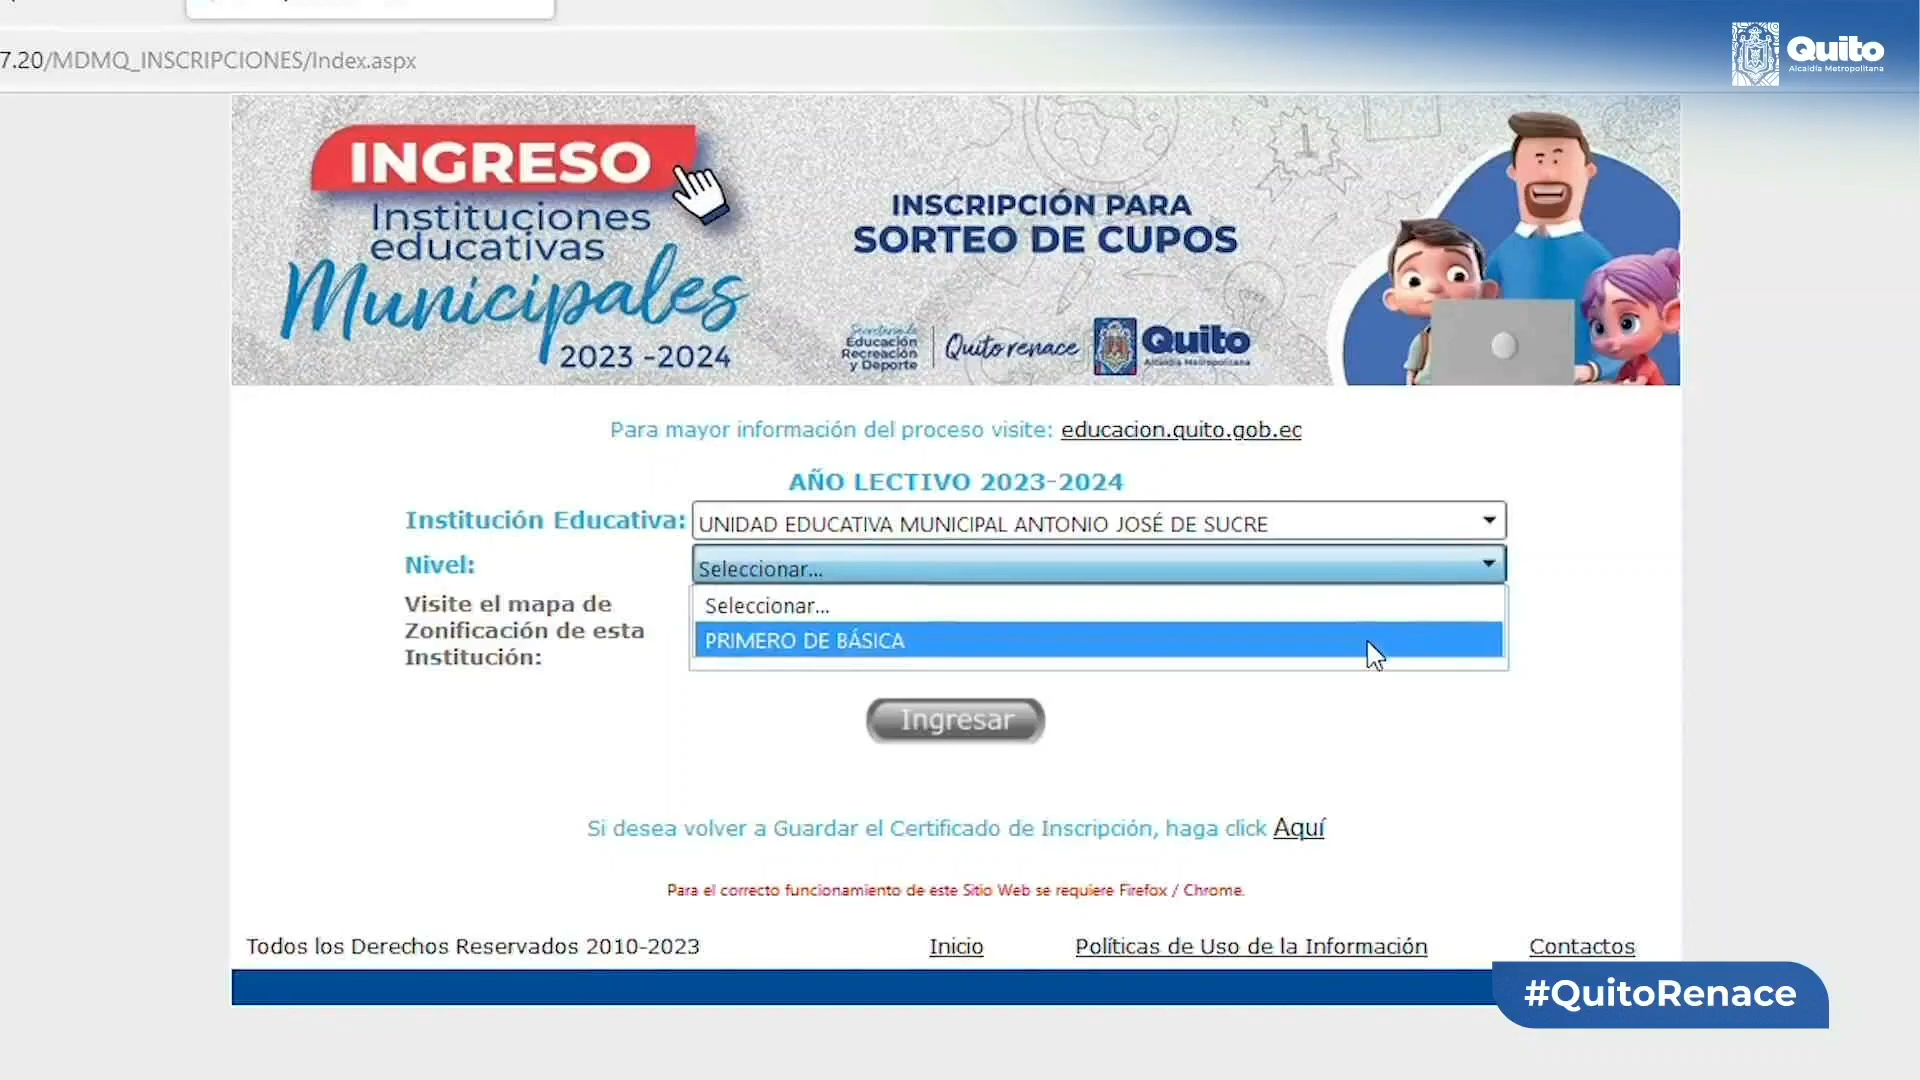 7.20/MDMQ_INSCRIPCIONES/Index.aspx
Quito
Alcaldía Metropolitana
INGRESO
Instituciones
educativas
Municipales
2023 -2024
INSCRIPCIÓN PARA
SORTEO DE CUPOS
Secretaría de
Educación
Recreación
y Deporte
Quito renace
Quito
Alcaldía Metropolitana
Para mayor información del proceso visite: educacion.quito.gob.ec
AÑO LECTIVO 2023-2024
Institución Educativa: UNIDAD EDUCATIVA MUNICIPAL ANTONIO JOSÉ DE SUCRE
Nivel: Seleccionar...
Seleccionar...
PRIMERO DE BÁSICA
Visite el mapa de
Zonificación de esta
Institución:
Ingresar
Si desea volver a Guardar el Certificado de Inscripción, haga click Aquí
Para el correcto funcionamiento de este Sitio Web se requiere Firefox / Chrome.
Todos los Derechos Reservados 2010-2023 Inicio Políticas de Uso de la Información Contactos
#QuitoRenace